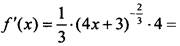 f'(x) = 1/3 · (4x + 3)^(-2/3) · 4 =